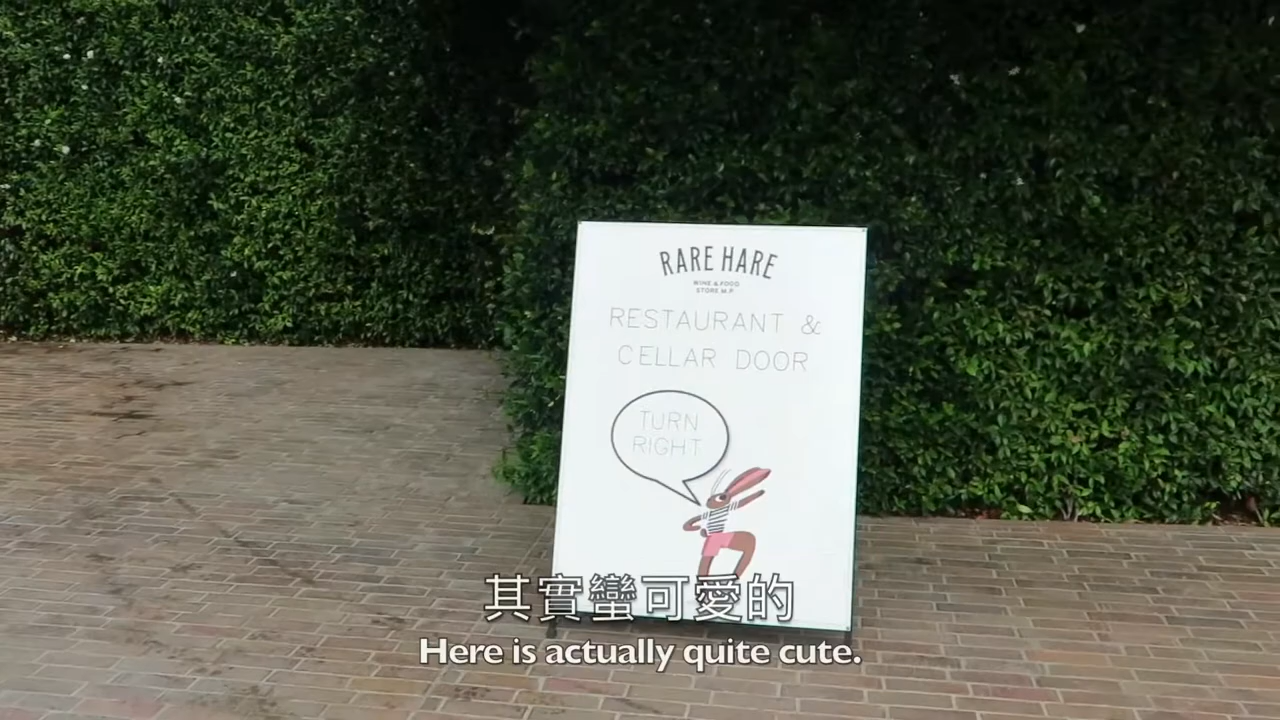 RARE HARE
WINE & FOOD
STORE M.P
RESTAURANT &
CELLAR DOOR
TURN
RIGHT
其實蠻可愛的
Here is actually quite cute.